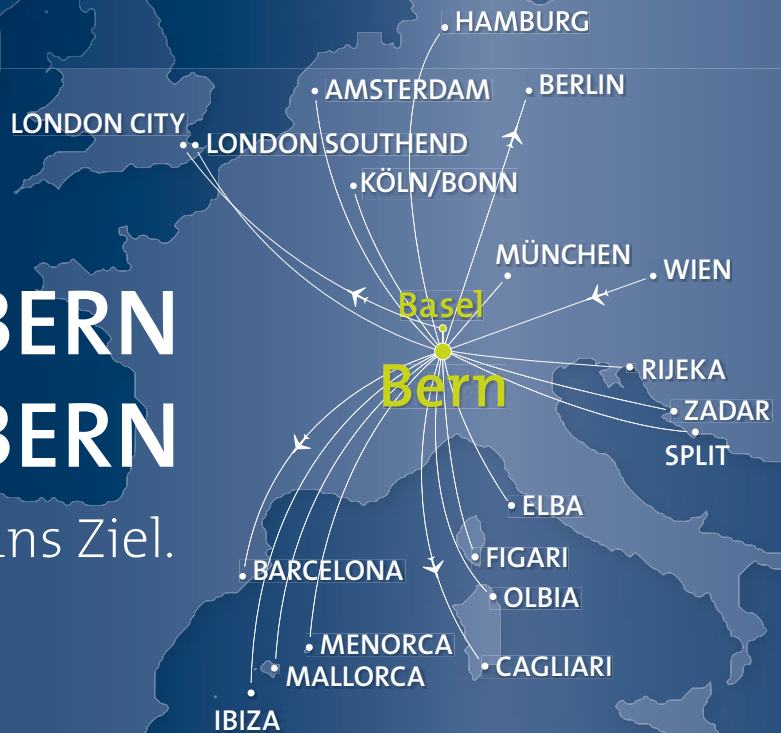 HAMBURG
AMSTERDAM
BERLIN
LONDON CITY
LONDON SOUTHEND
KÖLN/BONN
MÜNCHEN
WIEN
Basel
BERN
Bern
RIJEKA
ZADAR
BERN
SPLIT
ELBA
ns Ziel.
FIGARI
BARCELONA
OLBIA
MENORCA
CAGLIARI
MALLORCA
IBIZA